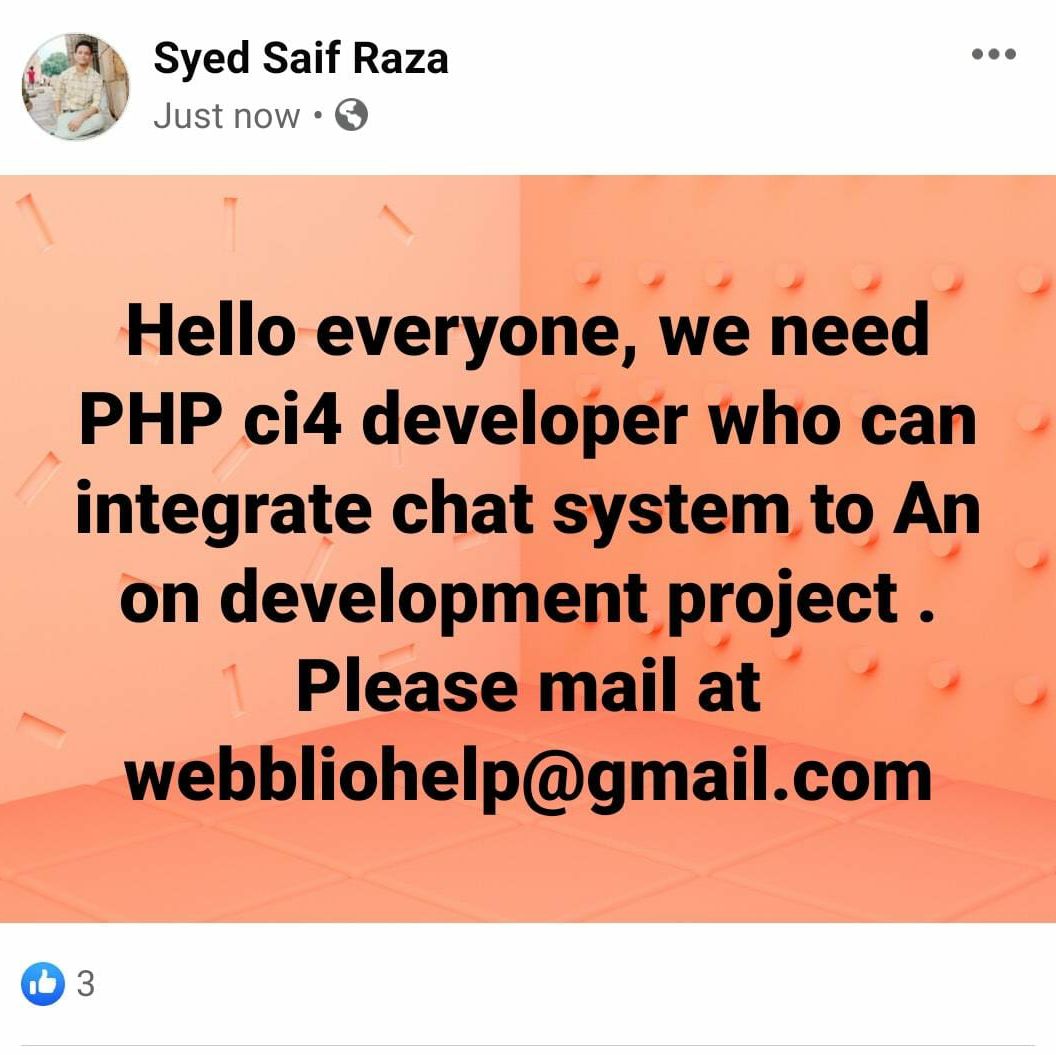 Syed Saif Raza
Just now •
Hello everyone, we need
PHP ci4 developer who can
integrate chat system to An
on development project .
Please mail at
webbliohelp@gmail.com
3